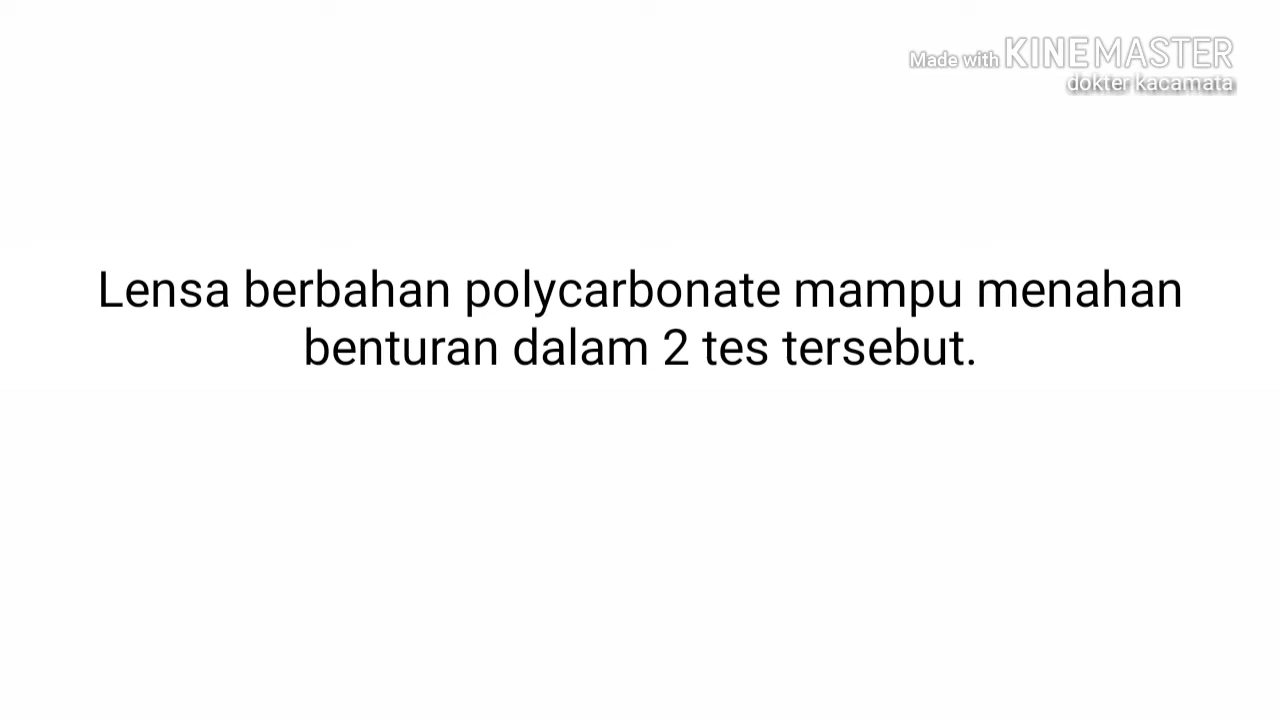 Made with KINEMASTER
dokter kacamata
Lensa berbahan polycarbonate mampu menahan
benturan dalam 2 tes tersebut.